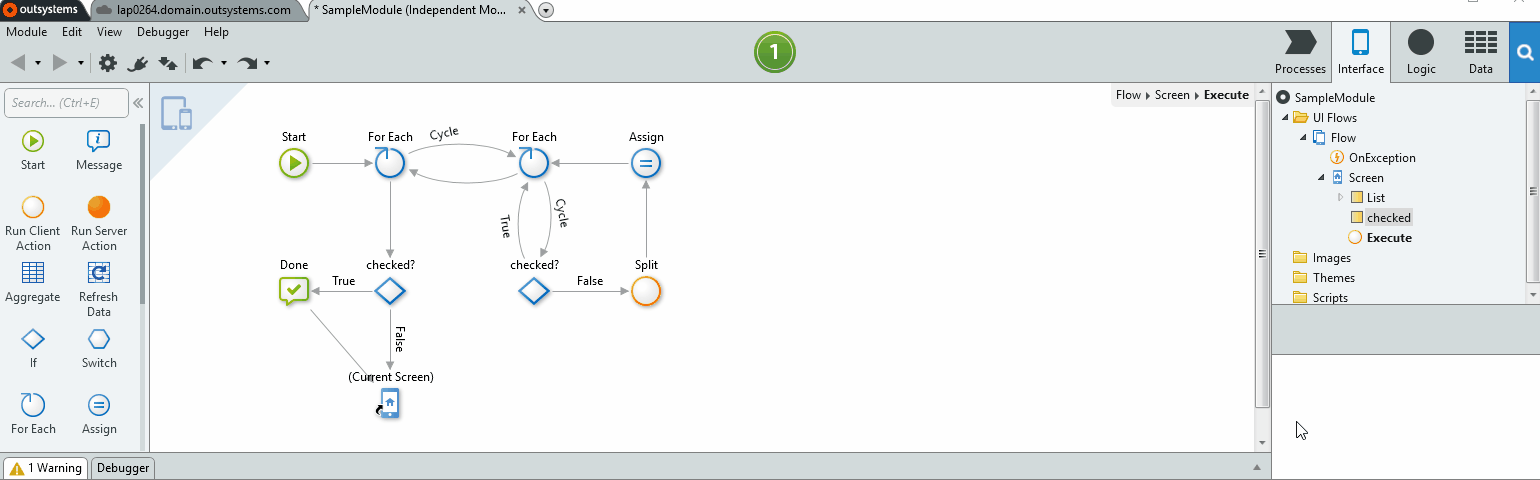 outsystems
lap0264.domain.outsystems.com
* SampleModule (Independent Mo...
Module Edit View Debugger Help
1
Processes Interface Logic Data
Search... (Ctrl+E)
Start
Message
Run Client Action
Run Server Action
Aggregate
Refresh Data
If
Switch
For Each
Assign
Flow Screen Execute
Start
For Each
Cycle
For Each
Assign
True
Cycle
Done
True
checked?
checked?
False
Split
False
(Current Screen)
SampleModule
UI Flows
Flow
OnException
Screen
List
checked
Execute
Images
Themes
Scripts
1 Warning
Debugger